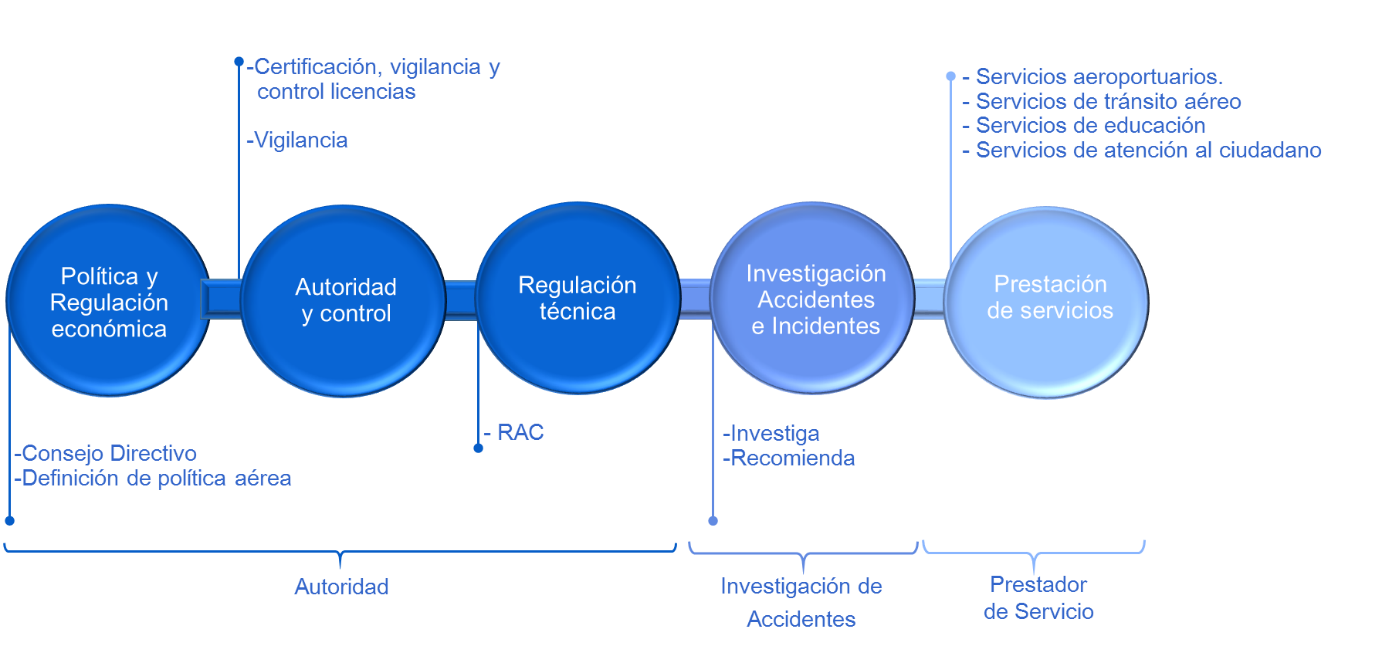 -Certificación, vigilancia y
control licencias
-Vigilancia
- Servicios aeroportuarios.
- Servicios de tránsito aéreo
- Servicios de educación
- Servicios de atención al ciudadano
Política y
Regulación
económica
Autoridad
y control
Regulación
técnica
Investigación
Accidentes
e Incidentes
Prestación
de servicios
-Consejo Directivo
-Definición de política aérea
- RAC
-Investiga
-Recomienda
Autoridad
Investigación de
Accidentes
Prestador
de Servicio